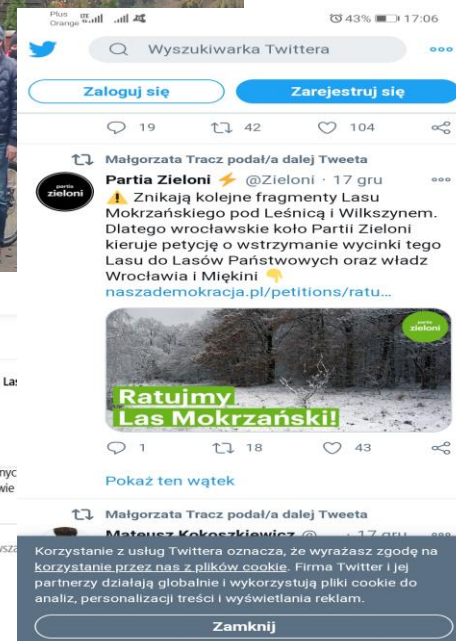 Plus
Orange
43% 17:06
Wyszukiwarka Twittera
Zaloguj się
Zarejestruj się
19 42 104
Małgorzata Tracz podał/a dalej Tweeta
partia
zieloni
Partia Zieloni ⚡ @Zieloni · 17 gru
⚠️ Znikają kolejne fragmenty Lasu
Mokrzańskiego pod Leśnicą i Wilkszynem.
Dlatego wrocławskie koło Partii Zieloni
kieruje petycję o wstrzymanie wycinki tego
Lasu do Lasów Państwowych oraz władz
Wrocławia i Miękini 👇
naszademokracja.pl/petitions/ratu...
partia
zieloni
Ratujmy
Las Mokrzański!
1 18 43
Pokaż ten wątek
Małgorzata Tracz podał/a dalej Tweeta
Mateusz Kokoszkiewicz @... · 17 gru
Korzystanie z usług Twittera oznacza, że wyrażasz zgodę na
korzystanie przez nas z plików cookie. Firma Twitter i jej
partnerzy działają globalnie i wykorzystują pliki cookie do
analiz, personalizacji treści i wyświetlania reklam.
Zamknij